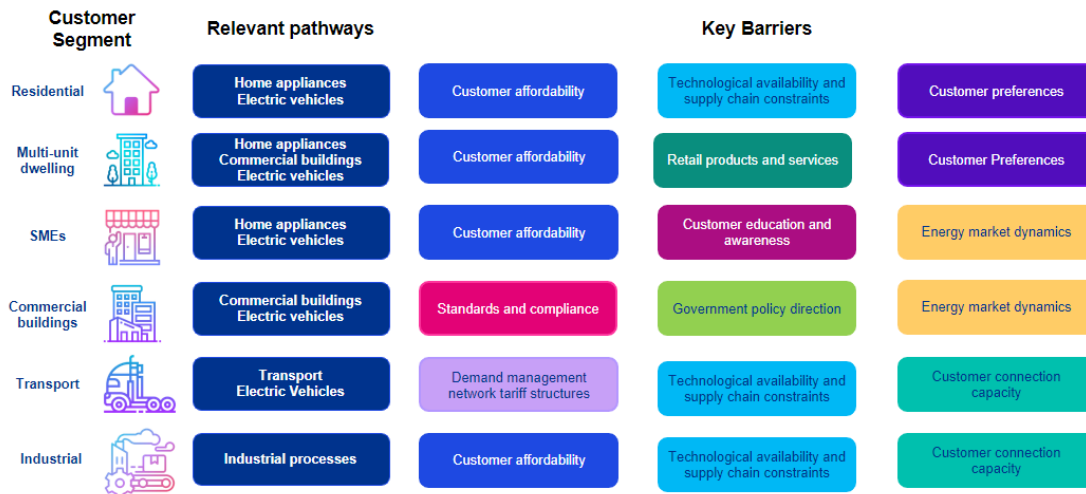 Customer
Segment
Relevant pathways
Key Barriers
Residential
Home appliances
Electric vehicles
Customer affordability
Technological availability and
supply chain constraints
Customer preferences
Multi-unit
dwelling
Home appliances
Commercial buildings
Electric vehicles
Customer affordability
Retail products and services
Customer Preferences
SMEs
Home appliances
Electric vehicles
Customer affordability
Customer education and
awareness
Energy market dynamics
Commercial
buildings
Commercial buildings
Electric vehicles
Standards and compliance
Government policy direction
Energy market dynamics
Transport
Transport
Electric Vehicles
Demand management
network tariff structures
Technological availability and
supply chain constraints
Customer connection
capacity
Industrial
Industrial processes
Customer affordability
Technological availability and
supply chain constraints
Customer connection
capacity